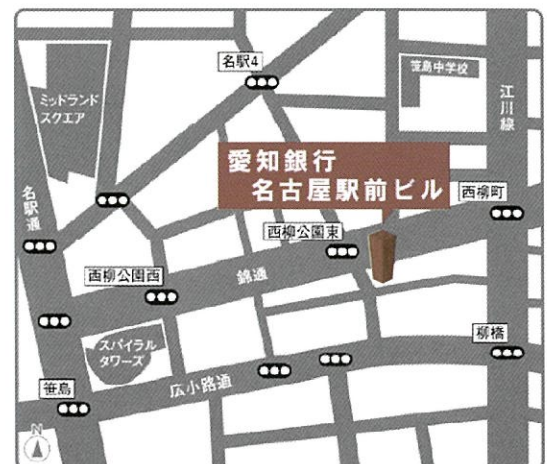 名駅4
笹島中学校
ミッドランド
スクエア
江川線
愛知銀行
名古屋駅前ビル
名駅通
西柳町
西柳公園東
西柳公園西
錦通
スパイラル
タワーズ
柳橋
笹島
広小路通
N